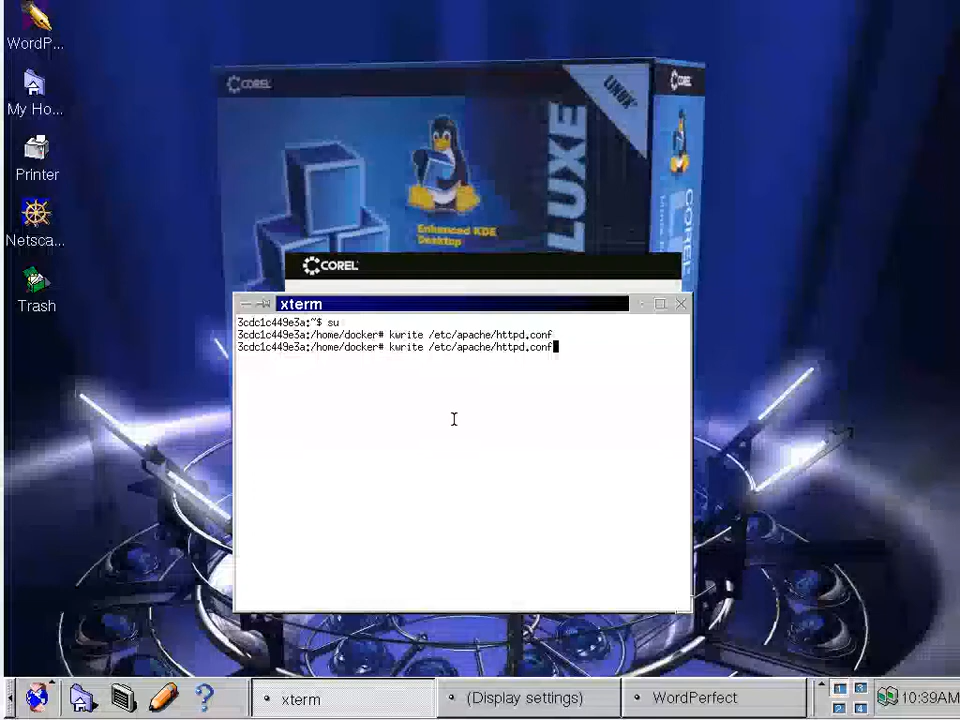 WordP...
My Ho...
Printer
Netsca...
Trash
COREL
LINUX
COREL
LUXE
Enhanced KDE
Desktop
COREL
COREL
xterm
3cdc1c449e3a:~$ su
3cdc1c449e3a:/home/docker# kwrite /etc/apache/httpd.conf
3cdc1c449e3a:/home/docker# kwrite /etc/apache/httpd.conf
xterm
(Display settings)
WordPerfect
1 3
2 4
10:39AM